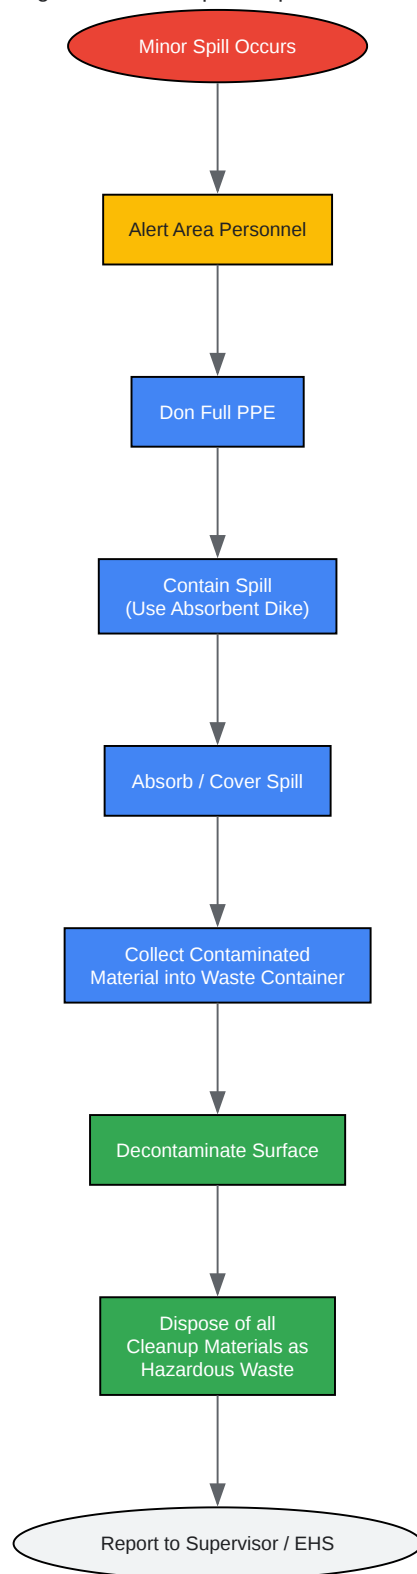 Minor Spill Occurs
Alert Area Personnel
Don Full PPE
Contain Spill
(Use Absorbent Dike)
Absorb / Cover Spill
Collect Contaminated
Material into Waste Container
Decontaminate Surface
Dispose of all
Cleanup Materials as
Hazardous Waste
Report to Supervisor / EHS